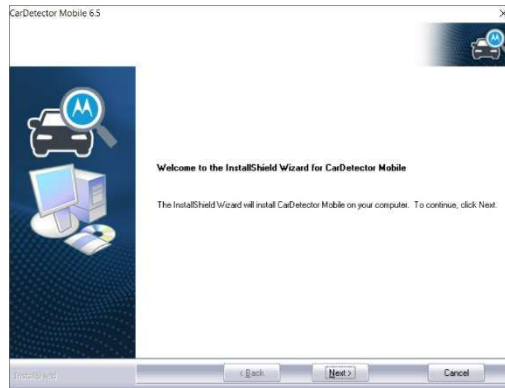 CarDetector Mobile 6.5
Welcome to the InstallShield Wizard for CarDetector Mobile
The InstallShield Wizard will install CarDetector Mobile on your computer. To continue, click Next.
InstallShield
< Back
Next >
Cancel